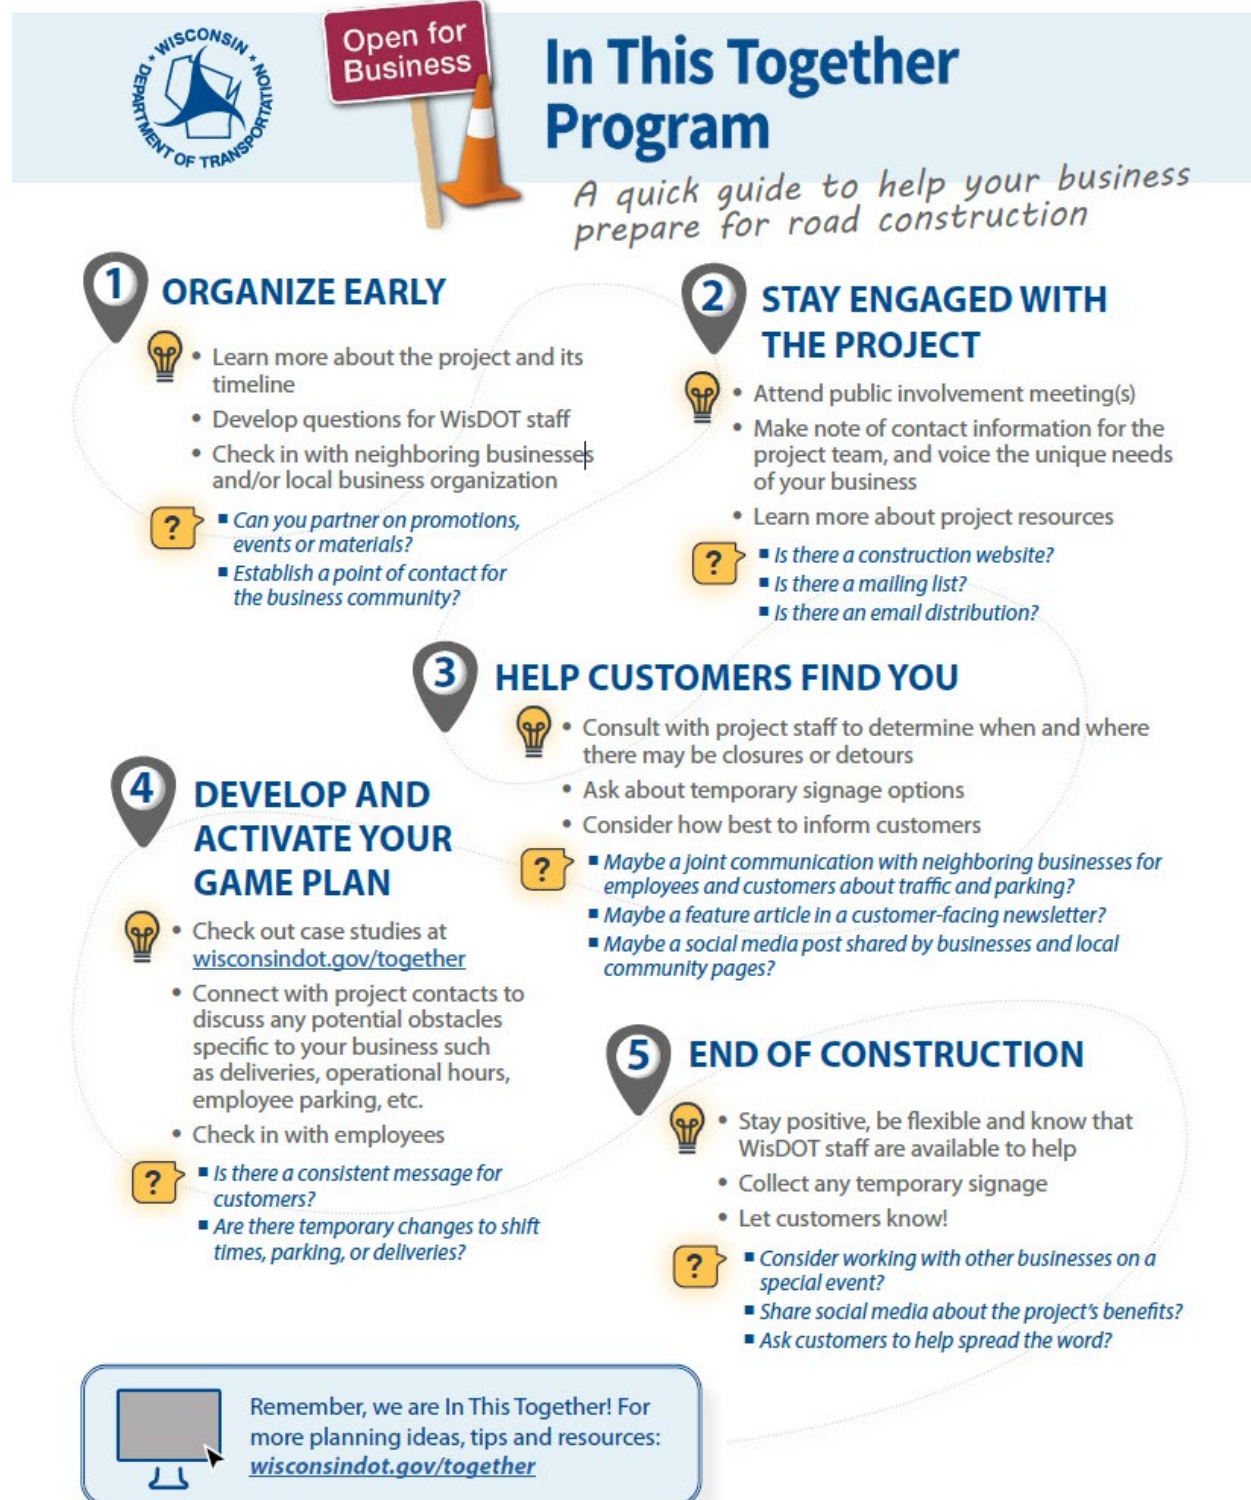 WISCONSIN
DEPARTMENT OF TRANSPORTATION
Open for
Business
In This Together
Program
A quick guide to help your business
prepare for road construction
1
ORGANIZE EARLY
• Learn more about the project and its
timeline
• Develop questions for WisDOT staff
• Check in with neighboring businesses
and/or local business organization
?
■ Can you partner on promotions,
events or materials?
■ Establish a point of contact for
the business community?
2
STAY ENGAGED WITH
THE PROJECT
• Attend public involvement meeting(s)
• Make note of contact information for the
project team, and voice the unique needs
of your business
• Learn more about project resources
?
■ Is there a construction website?
■ Is there a mailing list?
■ Is there an email distribution?
3
HELP CUSTOMERS FIND YOU
• Consult with project staff to determine when and where
there may be closures or detours
• Ask about temporary signage options
• Consider how best to inform customers
?
■ Maybe a joint communication with neighboring businesses for
employees and customers about traffic and parking?
■ Maybe a feature article in a customer-facing newsletter?
■ Maybe a social media post shared by businesses and local
community pages?
4
DEVELOP AND
ACTIVATE YOUR
GAME PLAN
• Check out case studies at
wisconsindot.gov/together
• Connect with project contacts to
discuss any potential obstacles
specific to your business such
as deliveries, operational hours,
employee parking, etc.
• Check in with employees
?
■ Is there a consistent message for
customers?
■ Are there temporary changes to shift
times, parking, or deliveries?
5
END OF CONSTRUCTION
• Stay positive, be flexible and know that
WisDOT staff are available to help
• Collect any temporary signage
• Let customers know!
?
■ Consider working with other businesses on a
special event?
■ Share social media about the project's benefits?
■ Ask customers to help spread the word?
Remember, we are In This Together! For
more planning ideas, tips and resources:
wisconsindot.gov/together